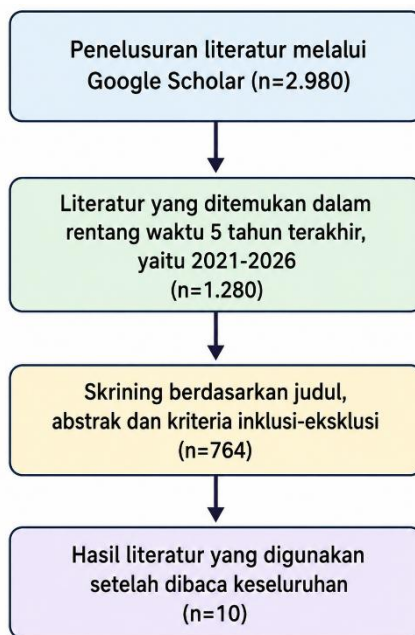 Penelusuran literatur melalui
Google Scholar (n=2.980)
Literatur yang ditemukan dalam
rentang waktu 5 tahun terakhir,
yaitu 2021-2026
(n=1.280)
Skrining berdasarkan judul,
abstrak dan kriteria inklusi-eksklusi
(n=764)
Hasil literatur yang digunakan
setelah dibaca keseluruhan
(n=10)